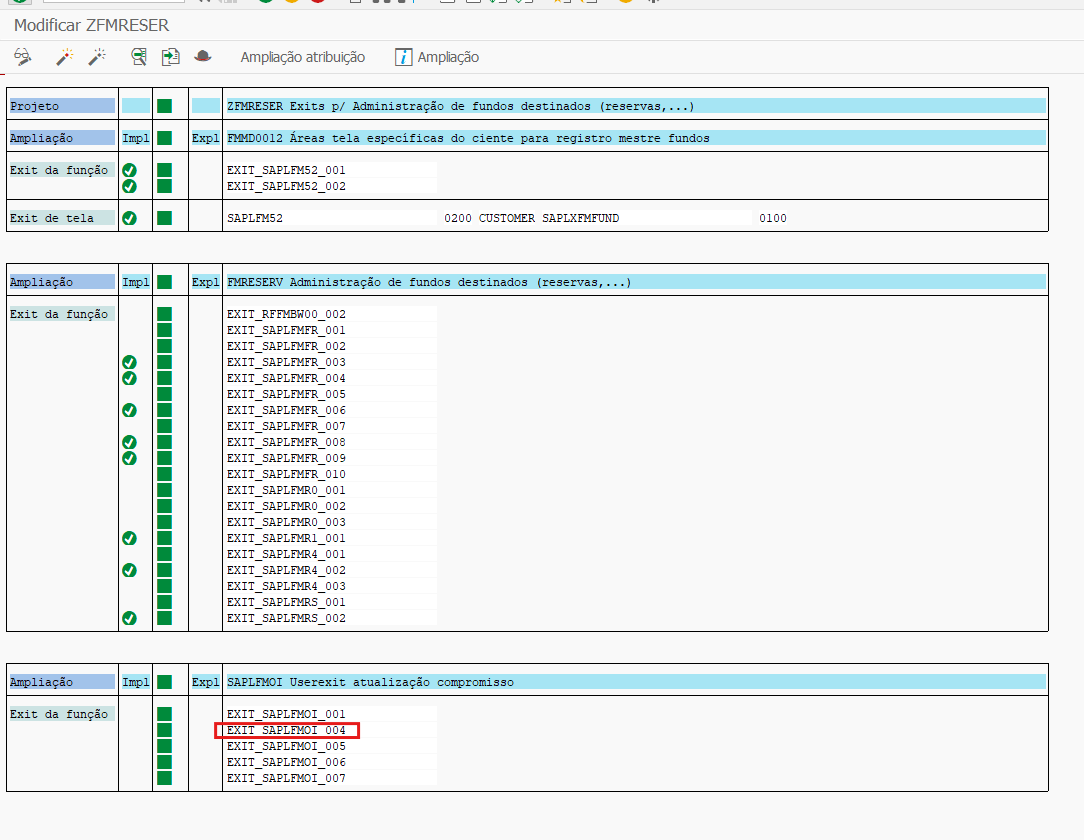 Modificar ZFMRESER
Ampliação atribuição Ampliação
Projeto ZFMRESER Exits p/ Administração de fundos destinados (reservas,...)
Ampliação Impl Expl FMMD0012 Áreas tela específicas do ciente para registro mestre fundos
Exit da função EXIT_SAPLFM52_001
EXIT_SAPLFM52_002
Exit de tela SAPLFM52 0200 CUSTOMER SAPLXFMFUND 0100
Ampliação Impl Expl FMRESERV Administração de fundos destinados (reservas,...)
Exit da função EXIT_RFFMBW00_002
EXIT_SAPLFMFR_001
EXIT_SAPLFMFR_002
EXIT_SAPLFMFR_003
EXIT_SAPLFMFR_004
EXIT_SAPLFMFR_005
EXIT_SAPLFMFR_006
EXIT_SAPLFMFR_007
EXIT_SAPLFMFR_008
EXIT_SAPLFMFR_009
EXIT_SAPLFMFR_010
EXIT_SAPLFMR0_001
EXIT_SAPLFMR0_002
EXIT_SAPLFMR0_003
EXIT_SAPLFMR1_001
EXIT_SAPLFMR4_001
EXIT_SAPLFMR4_002
EXIT_SAPLFMR4_003
EXIT_SAPLFMRS_001
EXIT_SAPLFMRS_002
Ampliação Impl Expl SAPLFMOI Userexit atualização compromisso
Exit da função EXIT_SAPLFMOI_001
EXIT_SAPLFMOI_004
EXIT_SAPLFMOI_005
EXIT_SAPLFMOI_006
EXIT_SAPLFMOI_007